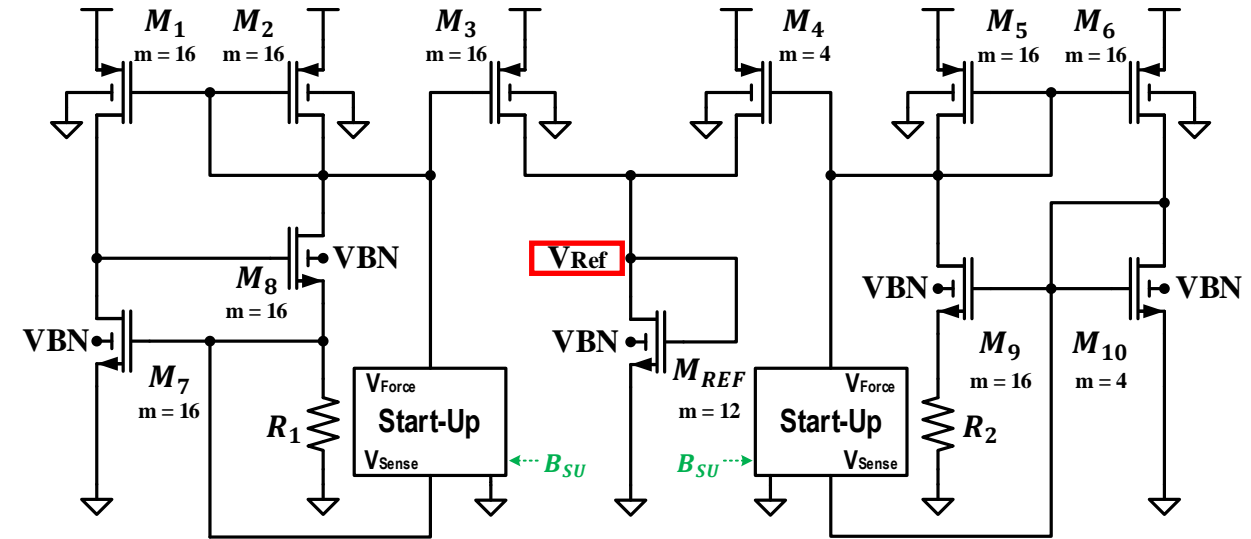 M1
m = 16
M2
m = 16
M3
m = 16
M4
m = 4
M5
m = 16
M6
m = 16
VBN
M8
m = 16
VRef
VBN
VBN
VBN
VBN
M7
m = 16
R1
VForce
Start-Up
VSense
BSU
MREF
m = 12
BSU
VForce
Start-Up
VSense
M9
m = 16
R2
M10
m = 4